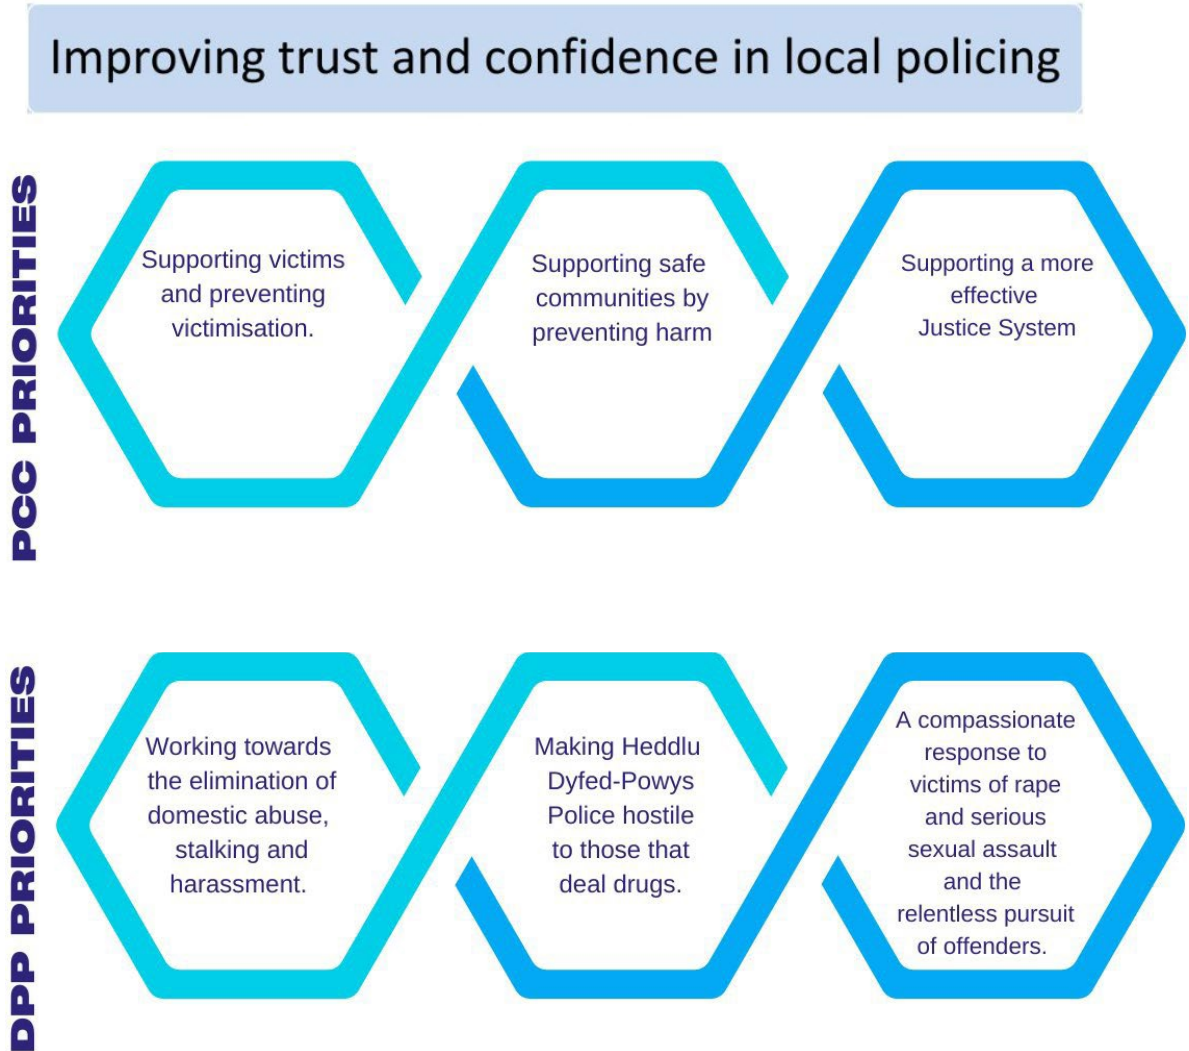 Improving trust and confidence in local policing
PCC PRIORITIES
Supporting victims
and preventing
victimisation.
Supporting safe
communities by
preventing harm
Supporting a more
effective
Justice System
DPP PRIORITIES
Working towards
the elimination of
domestic abuse,
stalking and
harassment.
Making Heddlu
Dyfed-Powys
Police hostile
to those that
deal drugs.
A compassionate
response to
victims of rape
and serious
sexual assault
and the
relentless pursuit
of offenders.